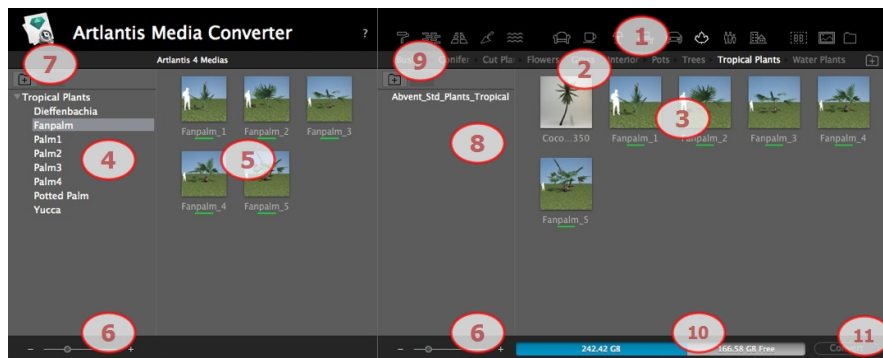 Artlantis Media Converter
?
1
7
Artlantis 4 Medias
9
Conifer Cut Pla Flowers Interior Pots Trees Tropical Plants Water Plants
2
Tropical Plants
Dieffenbachia
Fanpalm
Palm1
Palm2
Palm3
Palm4
Potted Palm
Yucca
4
Fanpalm_1 Fanpalm_2 Fanpalm_3
5
Fanpalm_4 Fanpalm_5
Abvent_Std_Plants_Tropical
8
3
Coco...350 Fanpalm_1 Fanpalm_2 Fanpalm_3 Fanpalm_4
Fanpalm_5
- 6 +
- 6 +
10
11
242.42 GB 166.58 GB Free